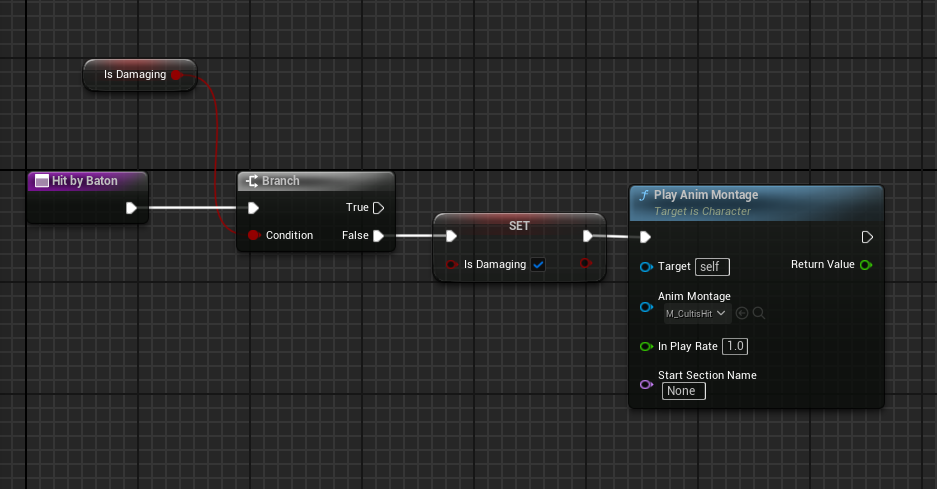 Is Damaging
Hit by Baton
Branch
True
Condition
False
SET
Is Damaging
Play Anim Montage
Target is Character
Target self
Return Value
Anim Montage
M_CultisHit
In Play Rate 1.0
Start Section Name
None